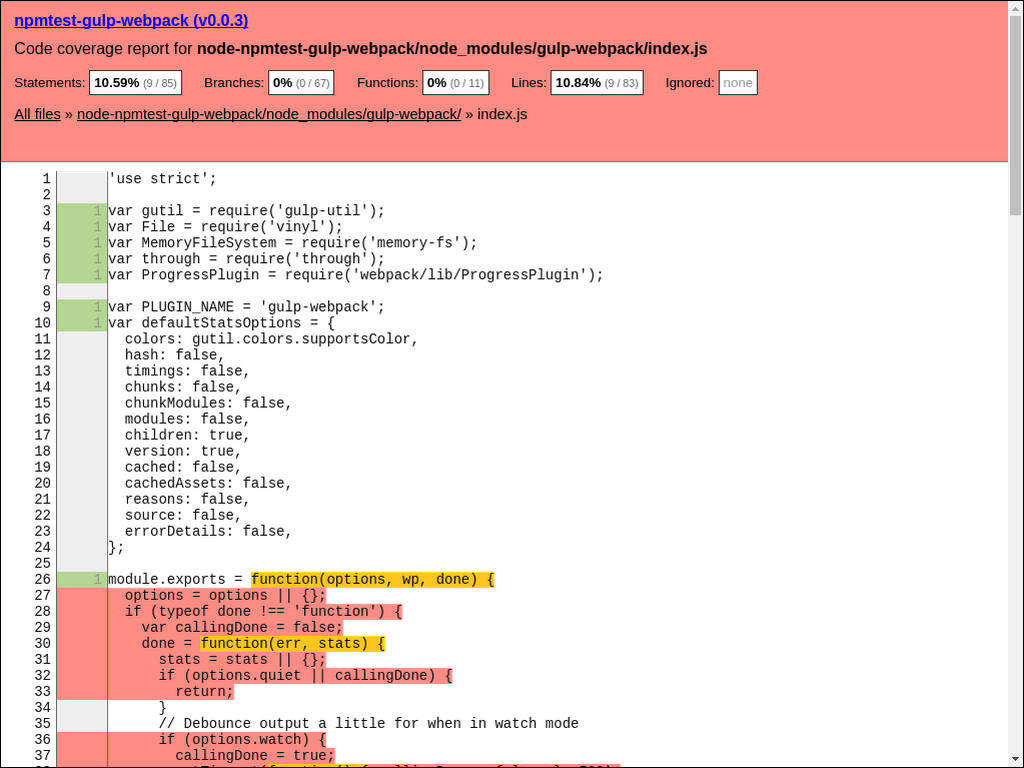 npmtest-gulp-webpack (v0.0.3)
Code coverage report for node-npmtest-gulp-webpack/node_modules/gulp-webpack/index.js
Statements: 10.59% (9 / 85) Branches: 0% (0 / 67) Functions: 0% (0 / 11) Lines: 10.84% (9 / 83) Ignored: none
All files » node-npmtest-gulp-webpack/node_modules/gulp-webpack/ » index.js
1 'use strict';
2
3 1 var gutil = require('gulp-util');
4 1 var File = require('vinyl');
5 1 var MemoryFileSystem = require('memory-fs');
6 1 var through = require('through');
7 1 var ProgressPlugin = require('webpack/lib/ProgressPlugin');
8
9 1 var PLUGIN_NAME = 'gulp-webpack';
10 1 var defaultStatsOptions = {
11 colors: gutil.colors.supportsColor,
12 hash: false,
13 timings: false,
14 chunks: false,
15 chunkModules: false,
16 modules: false,
17 children: true,
18 version: true,
19 cached: false,
20 cachedAssets: false,
21 reasons: false,
22 source: false,
23 errorDetails: false,
24 };
25
26 1 module.exports = function(options, wp, done) {
27 options = options || {};
28 if (typeof done !== 'function') {
29 var callingDone = false;
30 done = function(err, stats) {
31 stats = stats || {};
32 if (options.quiet || callingDone) {
33 return;
34 }
35 // Debounce output a little for when in watch mode
36 if (options.watch) {
37 callingDone = true;